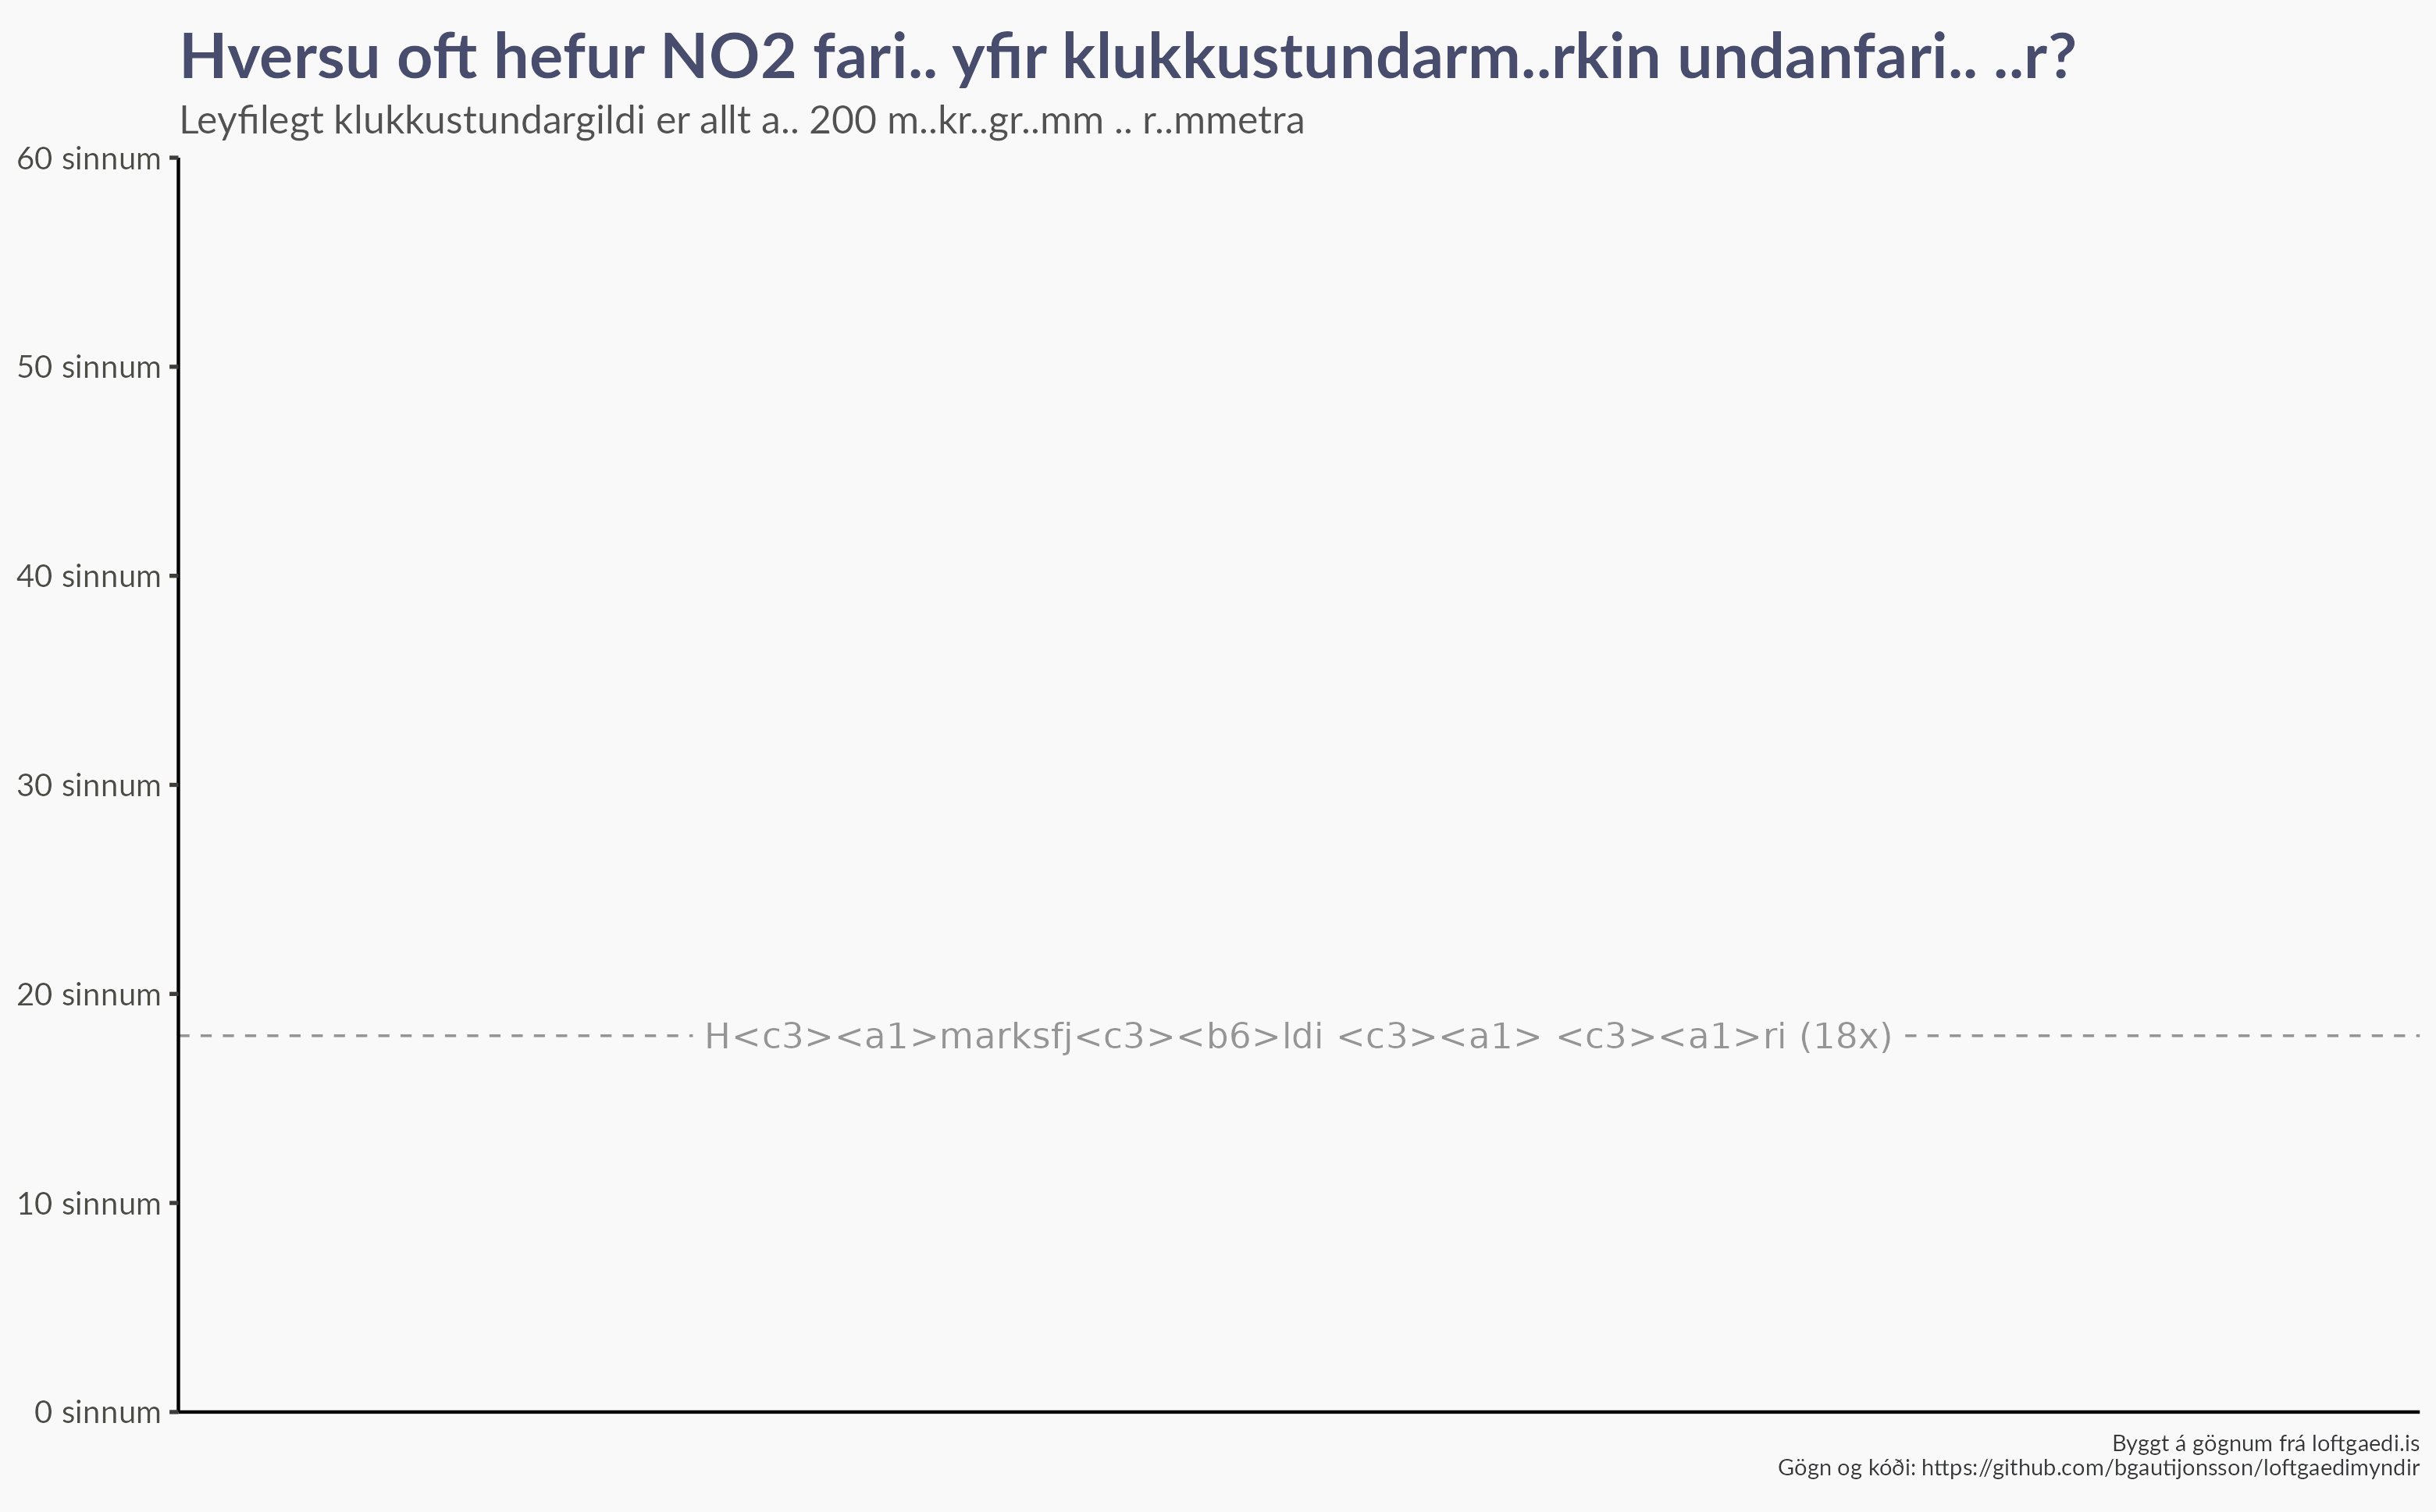 Hversu oft hefur NO2 fari.. yfir klukkustundarm..rkin undanfari.. ..r?
Leyfilegt klukkustundargildi er allt a.. 200 m..kr..gr..mm .. r..mmetra
60 sinnum
50 sinnum
40 sinnum
30 sinnum
20 sinnum
H<c3><a1>marksfj<c3><b6>ldi <c3><a1> <c3><a1>ri (18x)
10 sinnum
0 sinnum
Byggt á gögnum frá loftgaedi.is
Gögn og kóði: https://github.com/bgautijonsson/loftgaedimyndir